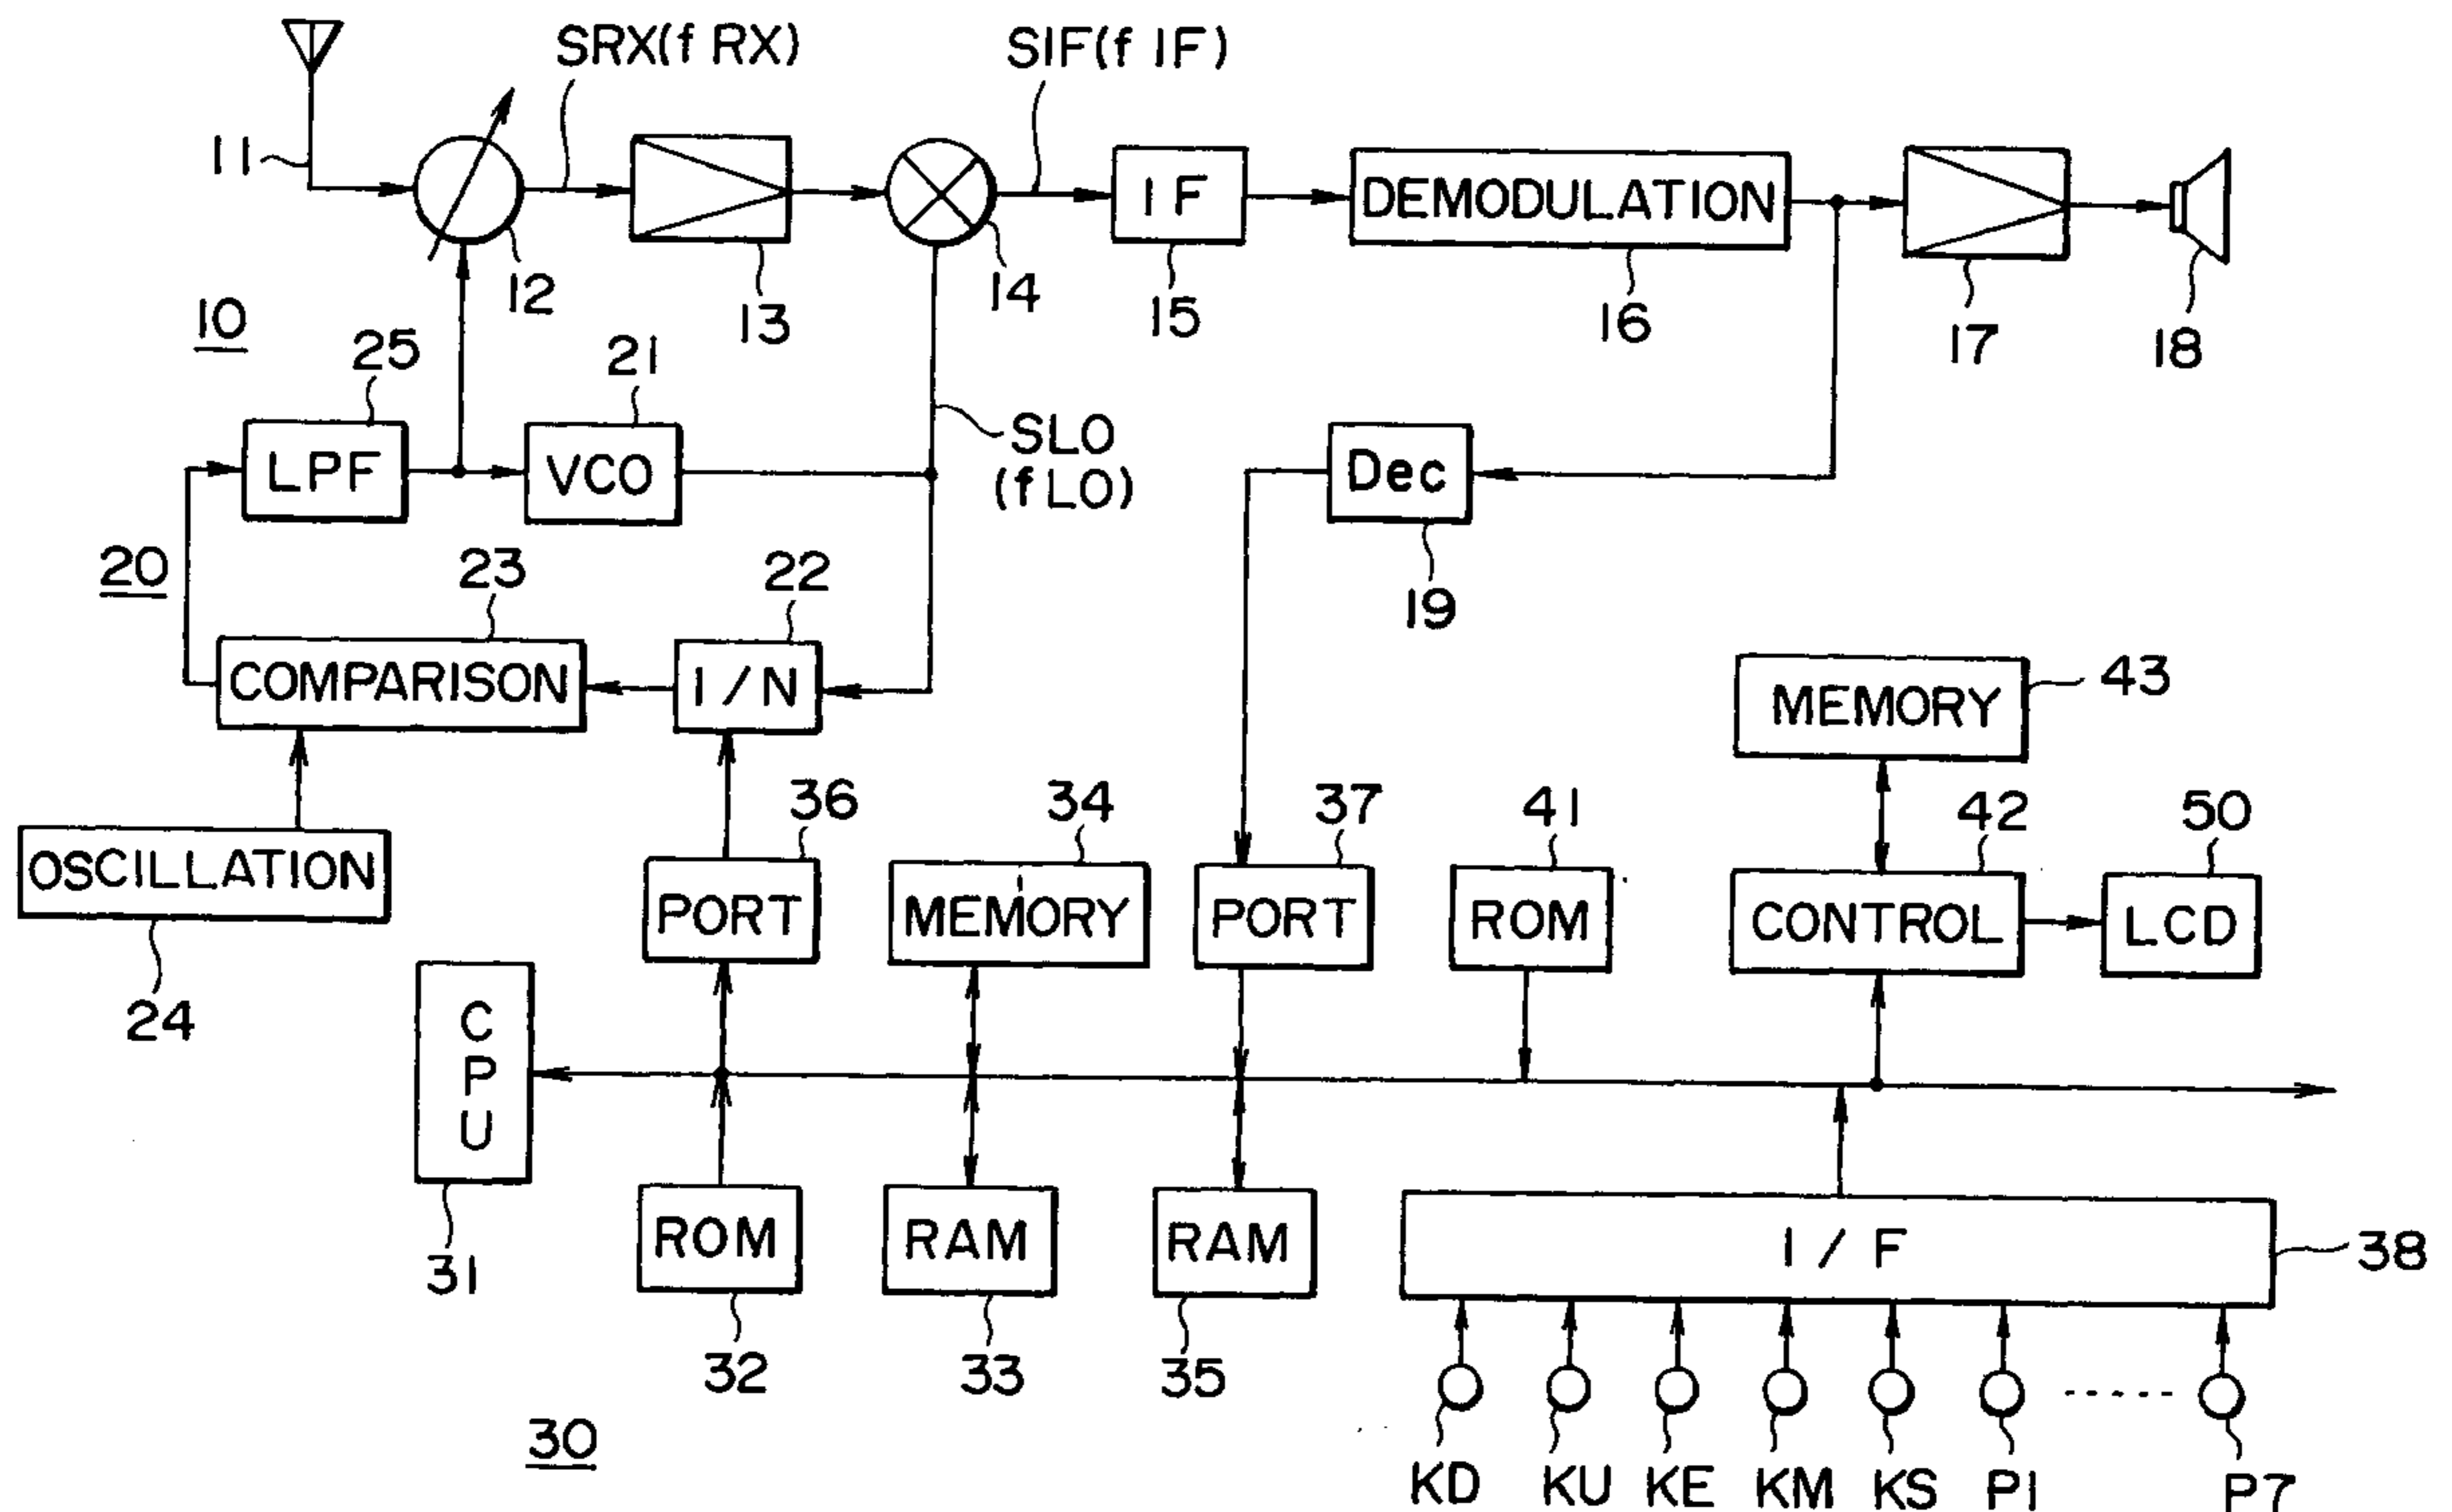 SRX(f RX)
SIF(f IF)
11
12
13
14
IF
15
DEMODULATION
16
17
18
10
25
21
LPF
VCO
SLO
(f LO)
Dec
19
20
23
22
COMPARISON
1/N
MEMORY
43
OSCILLATION
24
36
34
37
41
42
50
PORT
MEMORY
PORT
ROM
CONTROL
LCD
CPU
31
ROM
32
RAM
33
RAM
35
I/F
38
30
KD
KU
KE
KM
KS
P1
P7